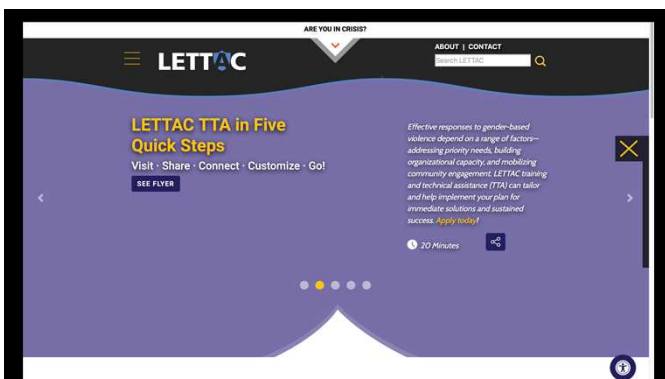 ARE YOU IN CRISIS?
LETTAC
ABOUT | CONTACT
Search LETTAC
LETTAC TTA in Five
Quick Steps
Visit · Share · Connect · Customize · Go!
SEE FLYER
Effective responses to gender-based
violence depend on a range of factors—
addressing priority needs, building
organizational capacity, and mobilizing
community engagement. LETTAC training
and technical assistance (TTA) can tailor
and help implement your plan for
immediate solutions and sustained
success. Apply today!
20 Minutes